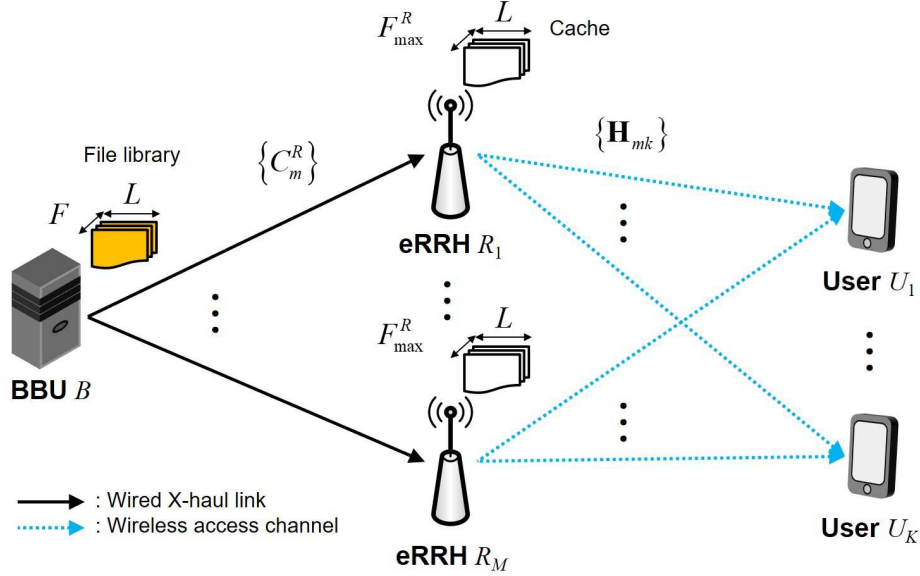 F_max^R
L
Cache
File library
F
L
{C_m^R}
{H_mk}
eRRH R_1
User U_1
F_max^R
L
BBU B
eRRH R_M
User U_K
: Wired X-haul link
: Wireless access channel